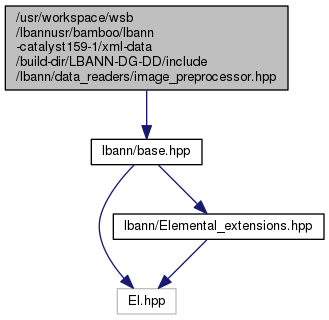 /usr/workspace/wsb
/lbannusr/bamboo/lbann
-catalyst159-1/xml-data
/build-dir/LBANN-DG-DD/include
/lbann/data_readers/image_preprocessor.hpp
lbann/base.hpp
lbann/Elemental_extensions.hpp
El.hpp